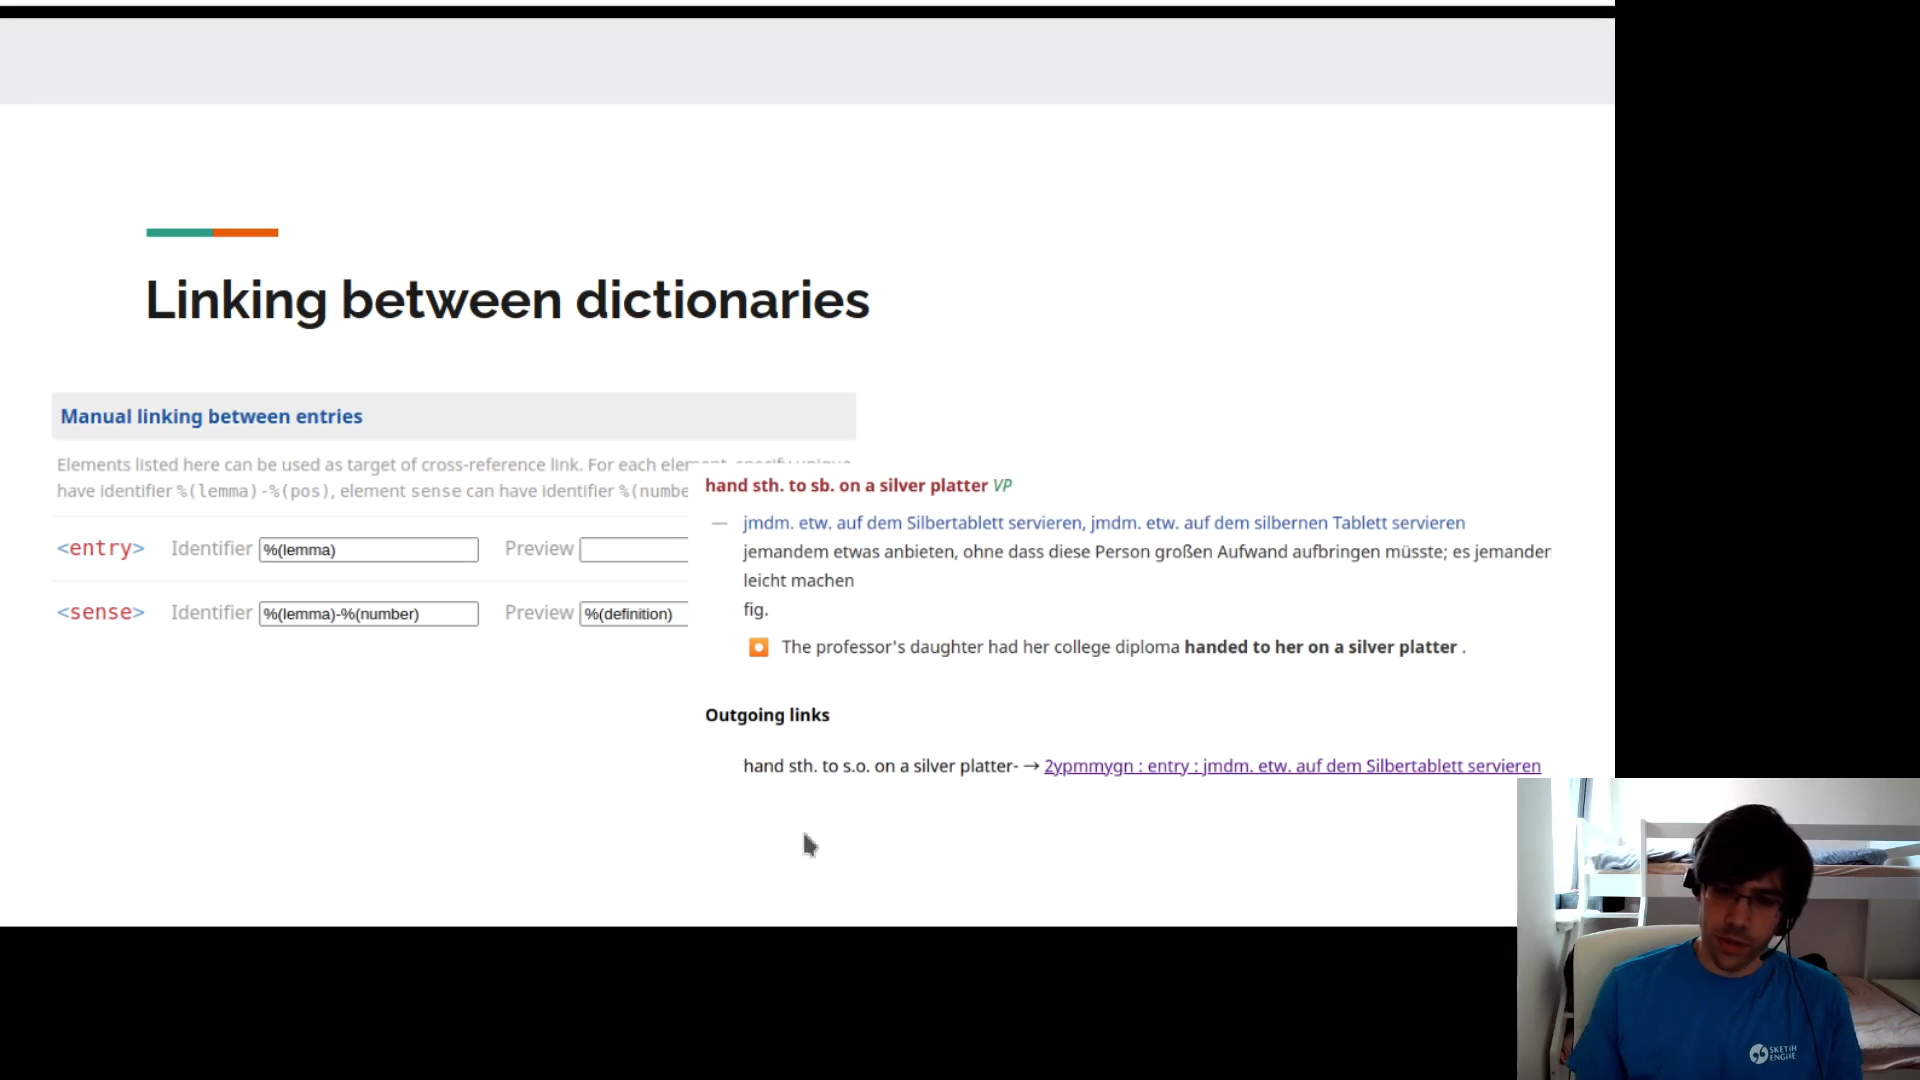 Linking between dictionaries
Manual linking between entries
Elements listed here can be used as target of cross-reference link. For each element, specify unique
have identifier %(lemma)-%(pos), element sense can have identifier %(numbe
<entry> Identifier %(lemma) Preview
<sense> Identifier %(lemma)-%(number) Preview %(definition)
hand sth. to sb. on a silver platter VP
— jmdm. etw. auf dem Silbertablett servieren, jmdm. etw. auf dem silbernen Tablett servieren
jemandem etwas anbieten, ohne dass diese Person großen Aufwand aufbringen müsste; es jemander
leicht machen
fig.
The professor's daughter had her college diploma handed to her on a silver platter .
Outgoing links
hand sth. to s.o. on a silver platter- → 2ypmmygn : entry : jmdm. etw. auf dem Silbertablett servieren
SKETCH
ENGINE